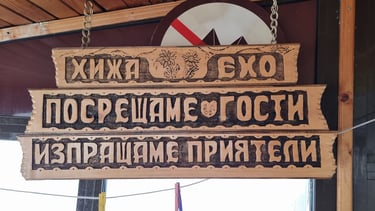 ХИЖА ЕХО
ПОСРЕЩАМЕ ГОСТИ
ИЗПРАЩАМЕ ПРИЯТЕЛИ